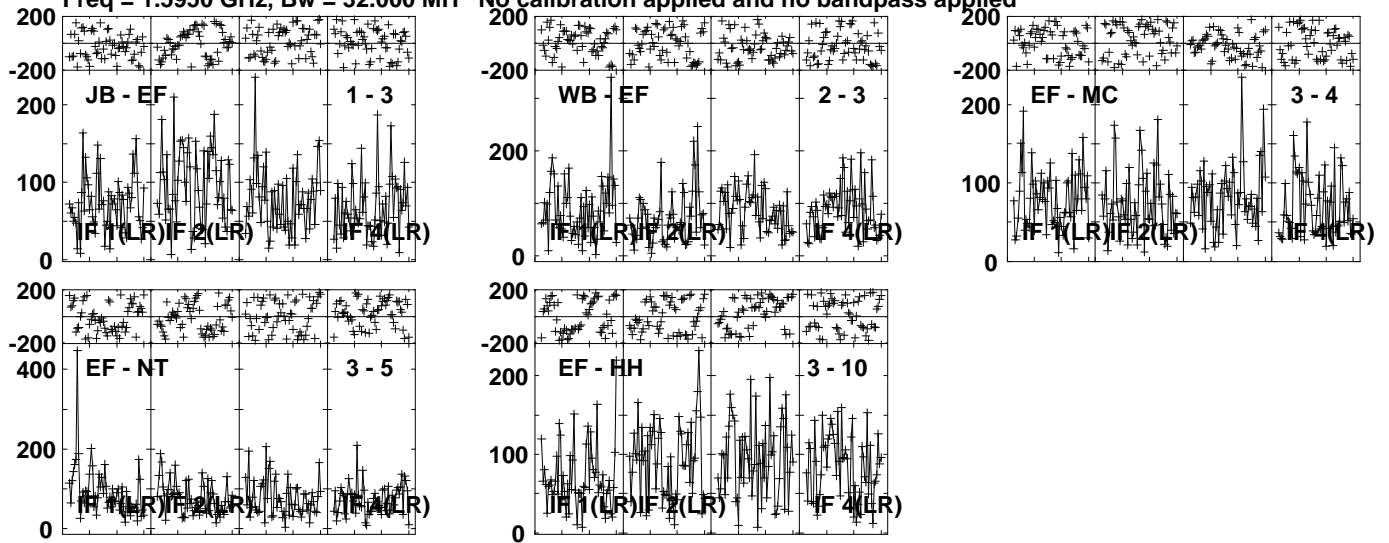 Freq = 1.5950 GHz, Bw = 32.000 MH No calibration applied and no bandpass applied
200
-200
200
100
0
JB - EF
1 - 3
IF 1(LR)
IF 2(LR)
IF 4(LR)
200
-200
200
0
WB - EF
2 - 3
IF 1(LR)
IF 2(LR)
IF 4(LR)
200
-200
200
100
0
EF - MC
3 - 4
IF 1(LR)
IF 2(LR)
IF 4(LR)
200
-200
400
200
0
EF - NT
3 - 5
IF 1(LR)
IF 2(LR)
IF 4(LR)
200
-200
200
100
0
EF - HH
3 - 10
IF 1(LR)
IF 2(LR)
IF 4(LR)